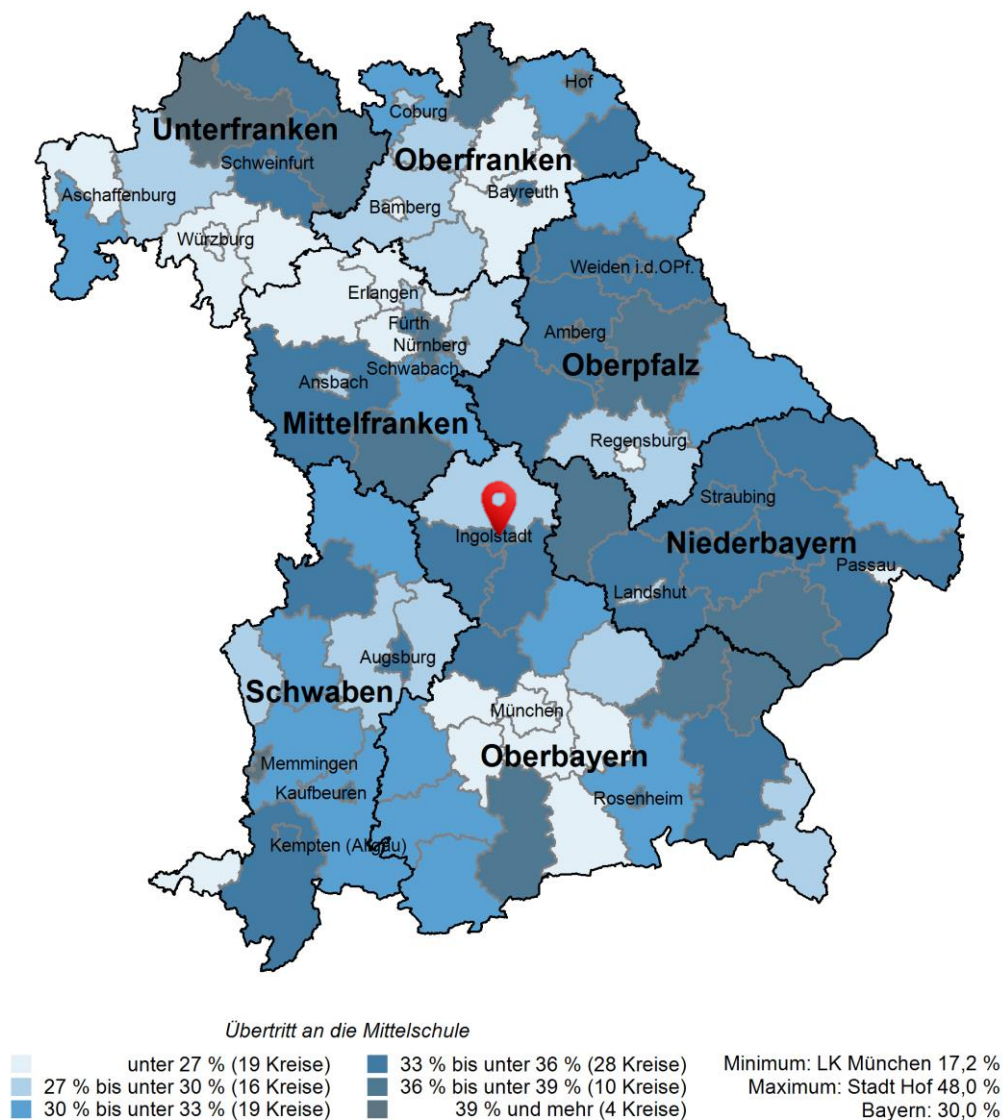 Hof
Coburg
Unterfranken
Oberfranken
Schweinfurt
Aschaffenburg
Bayreuth
Bamberg
Würzburg
Weiden i.d.OPf.
Erlangen
Fürth
Amberg
Nürnberg
Oberpfalz
Schwabach
Ansbach
Mittelfranken
Regensburg
Straubing
Ingolstadt
Niederbayern
Passau
Landshut
Augsburg
Schwaben
München
Oberbayern
Memmingen
Kaufbeuren
Rosenheim
Kempten (Allgäu)
Übertritt an die Mittelschule
unter 27 % (19 Kreise)
27 % bis unter 30 % (16 Kreise)
30 % bis unter 33 % (19 Kreise)
33 % bis unter 36 % (28 Kreise)
36 % bis unter 39 % (10 Kreise)
39 % und mehr (4 Kreise)
Minimum: LK München 17,2 %
Maximum: Stadt Hof 48,0 %
Bayern: 30,0 %